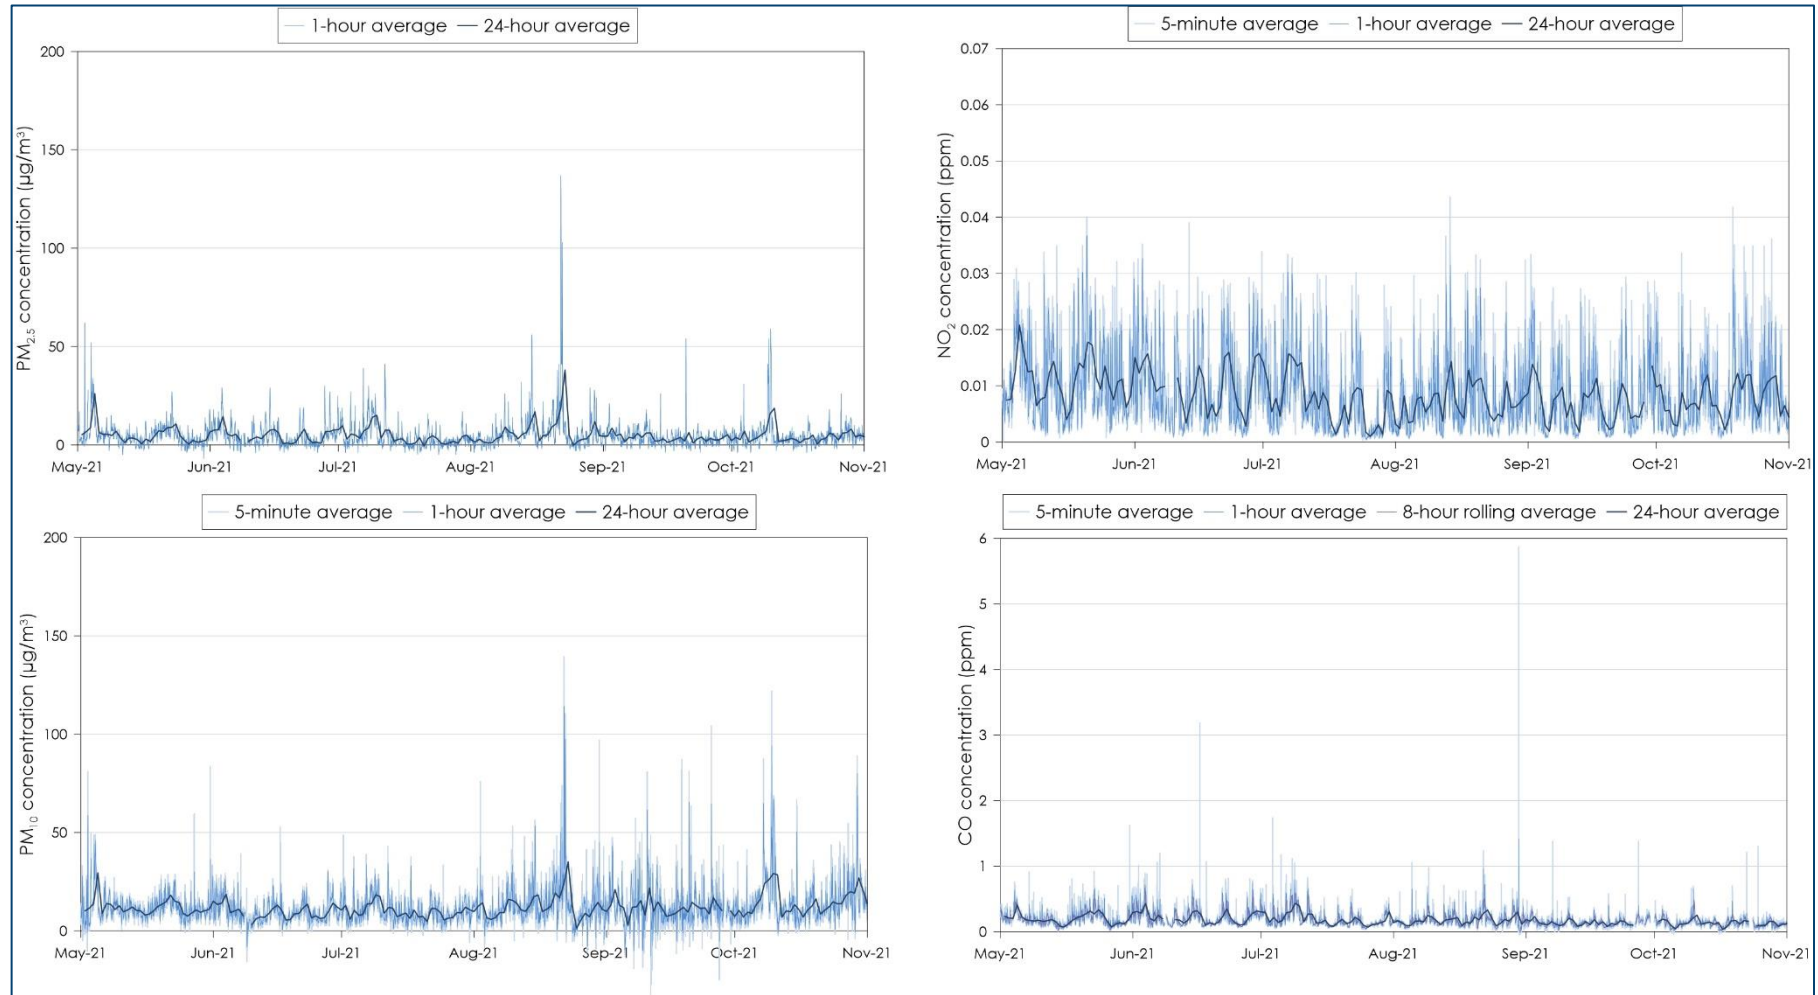 1-hour average 24-hour average
PM2.5 concentration (µg/m³)
200
150
100
50
0
May-21 Jun-21 Jul-21 Aug-21 Sep-21 Oct-21 Nov-21
5-minute average 1-hour average 24-hour average
NO2 concentration (ppm)
0.07
0.06
0.05
0.04
0.03
0.02
0.01
0
May-21 Jun-21 Jul-21 Aug-21 Sep-21 Oct-21 Nov-21
5-minute average 1-hour average 24-hour average
PM10 concentration (µg/m³)
200
150
100
50
0
May-21 Jun-21 Jul-21 Aug-21 Sep-21 Oct-21 Nov-21
5-minute average 1-hour average 8-hour rolling average 24-hour average
CO concentration (ppm)
6
5
4
3
2
1
0
May-21 Jun-21 Jul-21 Aug-21 Sep-21 Oct-21 Nov-21